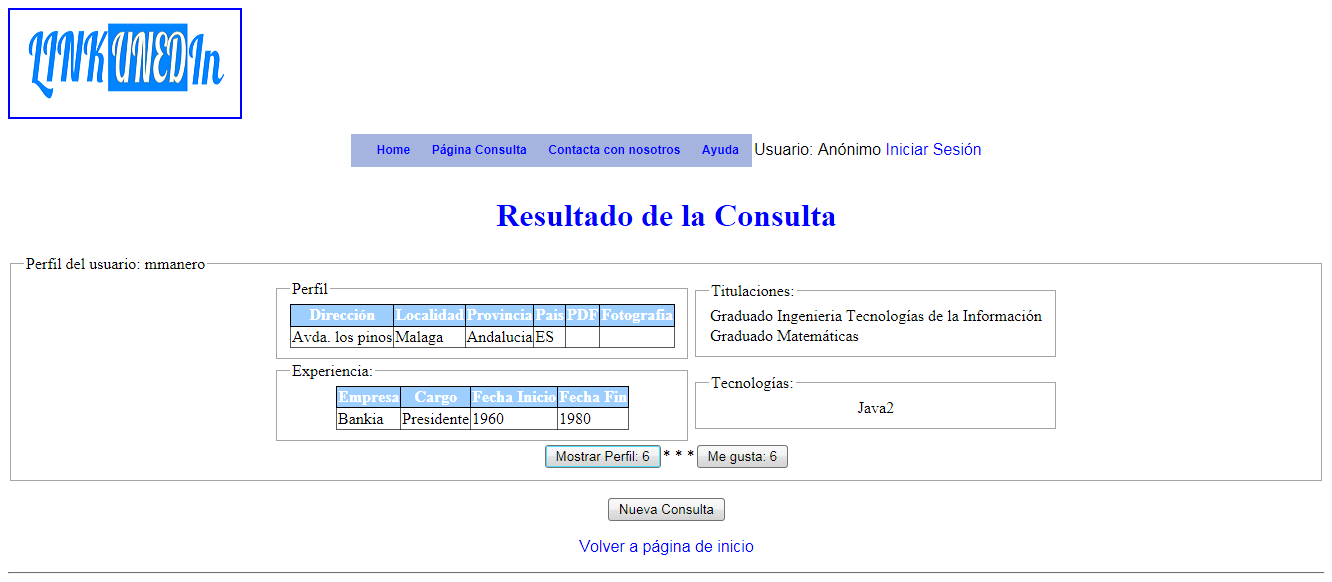 LINKUNEDIn
Home Página Consulta Contacta con nosotros Ayuda Usuario: Anónimo Iniciar Sesión
Resultado de la Consulta
Perfil del usuario: mmanero
Perfil
Dirección Localidad Provincia Pais PDF Fotografia
Avda. los pinos Malaga Andalucia ES
Titulaciones:
Graduado Ingenieria Tecnologías de la Información
Graduado Matemáticas
Experiencia:
Empresa Cargo Fecha Inicio Fecha Fin
Bankia Presidente 1960 1980
Tecnologías:
Java2
Mostrar Perfil: 6 * * * Me gusta: 6
Nueva Consulta
Volver a página de inicio